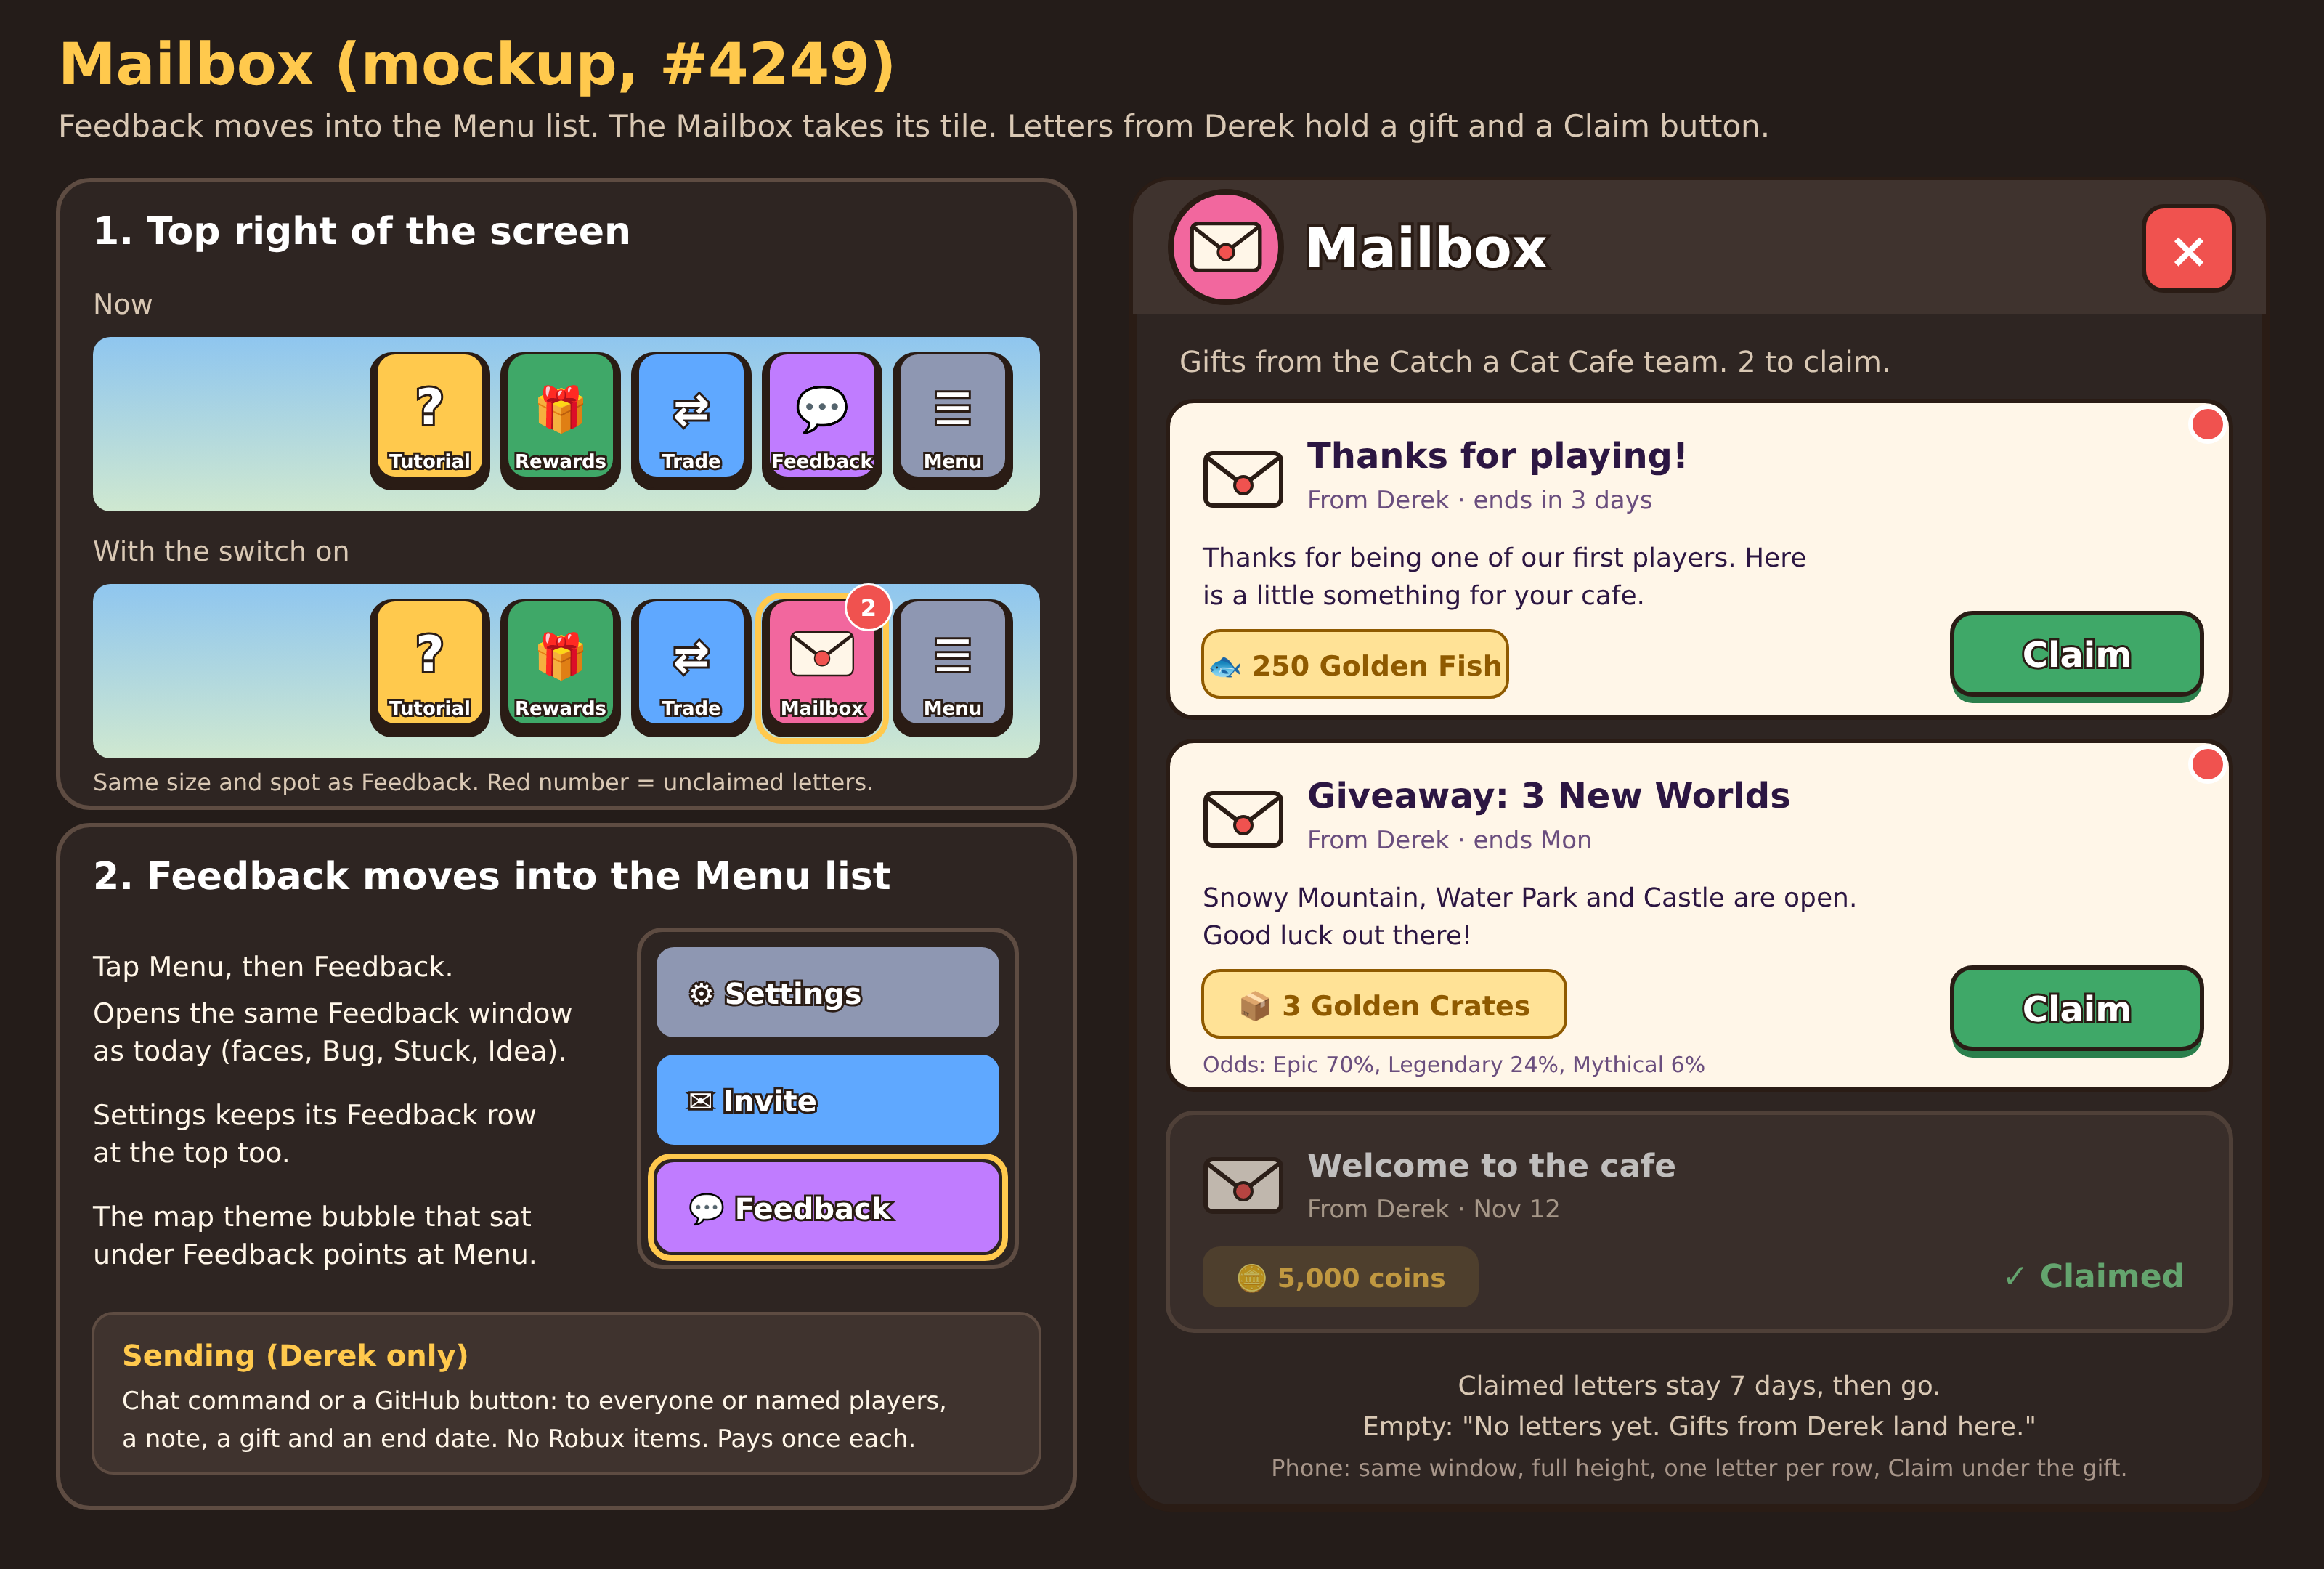 Mailbox (mockup, #4249)
Feedback moves into the Menu list. The Mailbox takes its tile. Letters from Derek hold a gift and a Claim button.
1. Top right of the screen
Now
?
Tutorial
Rewards
Trade
Feedback
Menu
With the switch on
?
Tutorial
Rewards
Trade
2
Mailbox
Menu
Same size and spot as Feedback. Red number = unclaimed letters.
2. Feedback moves into the Menu list
Tap Menu, then Feedback.
Opens the same Feedback window
as today (faces, Bug, Stuck, Idea).
Settings keeps its Feedback row
at the top too.
The map theme bubble that sat
under Feedback points at Menu.
Settings
Invite
Feedback
Sending (Derek only)
Chat command or a GitHub button: to everyone or named players,
a note, a gift and an end date. No Robux items. Pays once each.
Mailbox
×
Gifts from the Catch a Cat Cafe team. 2 to claim.
Thanks for playing!
From Derek · ends in 3 days
Thanks for being one of our first players. Here
is a little something for your cafe.
250 Golden Fish
Claim
Giveaway: 3 New Worlds
From Derek · ends Mon
Snowy Mountain, Water Park and Castle are open.
Good luck out there!
3 Golden Crates
Claim
Odds: Epic 70%, Legendary 24%, Mythical 6%
Welcome to the cafe
From Derek · Nov 12
5,000 coins
✓ Claimed
Claimed letters stay 7 days, then go.
Empty: "No letters yet. Gifts from Derek land here."
Phone: same window, full height, one letter per row, Claim under the gift.